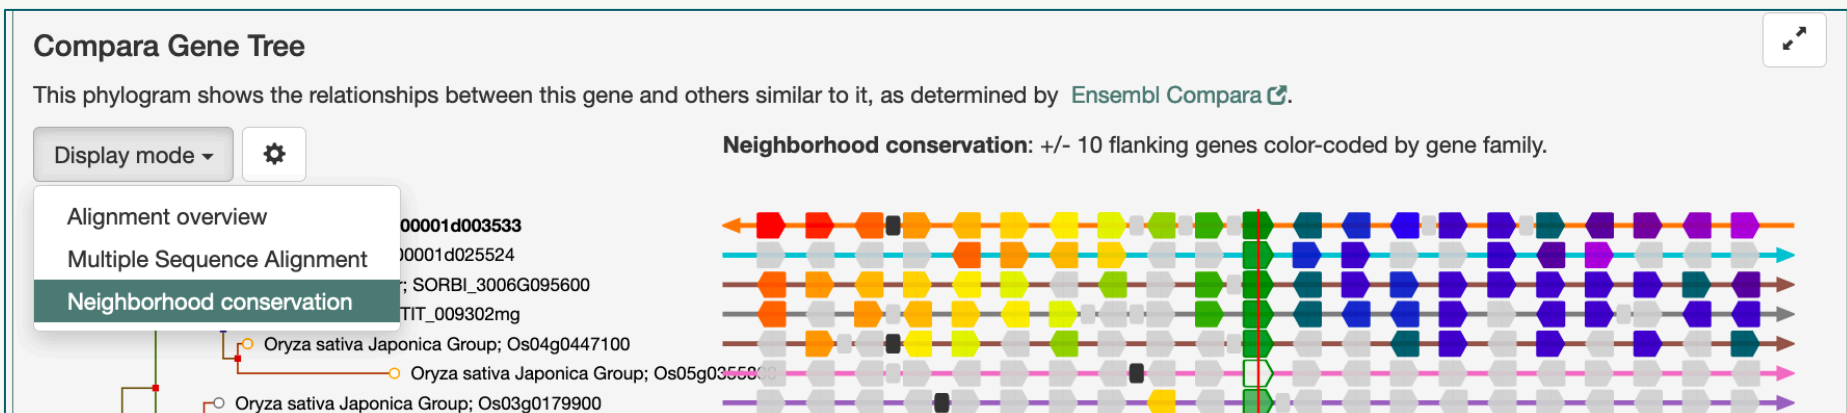 Compara Gene Tree
This phylogram shows the relationships between this gene and others similar to it, as determined by Ensembl Compara.
Display mode
Neighborhood conservation: +/- 10 flanking genes color-coded by gene family.
Alignment overview
00001d003533
Multiple Sequence Alignment
00001d025524
Neighborhood conservation
r; SORBI_3006G095600
TIT_009302mg
Oryza sativa Japonica Group; Os04g0447100
Oryza sativa Japonica Group;
Oryza sativa Japonica Group; Os03g0179900